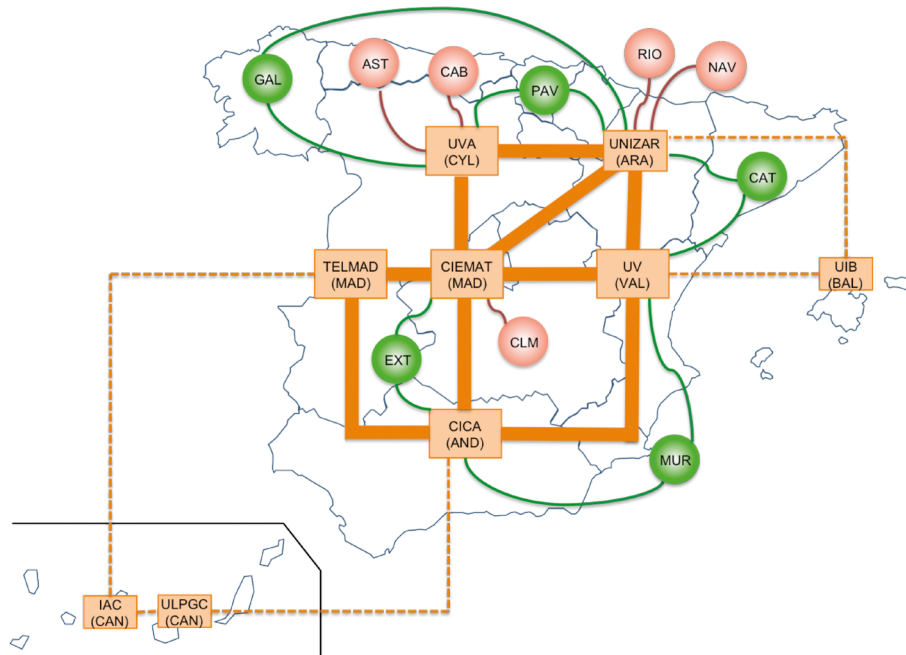 RIO
AST
NAV
CAB
GAL
PAV
UVA
(CYL)
UNIZAR
(ARA)
CAT
TELMAD
(MAD)
CIEMAT
(MAD)
UV
(VAL)
UIB
(BAL)
CLM
EXT
CICA
(AND)
MUR
IAC
(CAN)
ULPGC
(CAN)